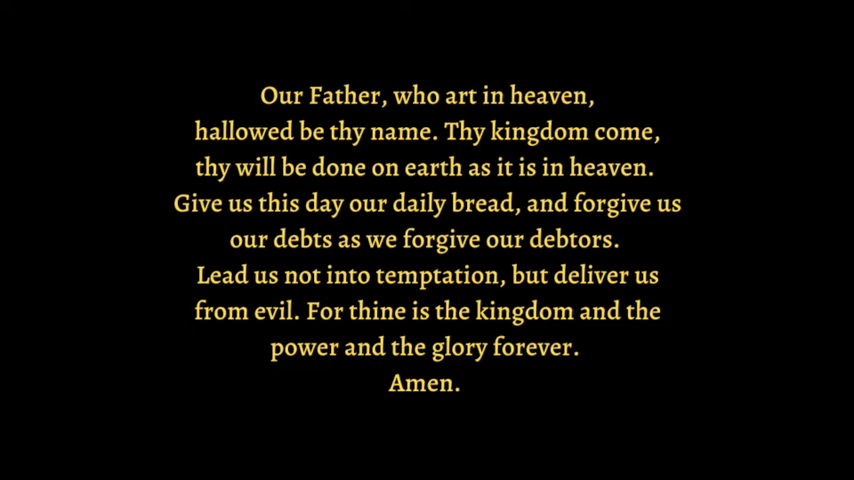 Our Father, who art in heaven,
hallowed be thy name. Thy kingdom come,
thy will be done on earth as it is in heaven.
Give us this day our daily bread, and forgive us
our debts as we forgive our debtors.
Lead us not into temptation, but deliver us
from evil. For thine is the kingdom and the
power and the glory forever.
Amen.